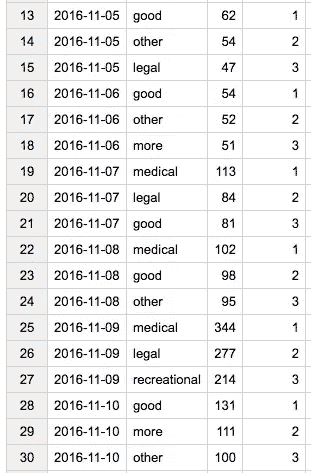 13 2016-11-05 good 62 1
14 2016-11-05 other 54 2
15 2016-11-05 legal 47 3
16 2016-11-06 good 54 1
17 2016-11-06 other 52 2
18 2016-11-06 more 51 3
19 2016-11-07 medical 113 1
20 2016-11-07 legal 84 2
21 2016-11-07 good 81 3
22 2016-11-08 medical 102 1
23 2016-11-08 good 98 2
24 2016-11-08 other 95 3
25 2016-11-09 medical 344 1
26 2016-11-09 legal 277 2
27 2016-11-09 recreational 214 3
28 2016-11-10 good 131 1
29 2016-11-10 more 111 2
30 2016-11-10 other 100 3